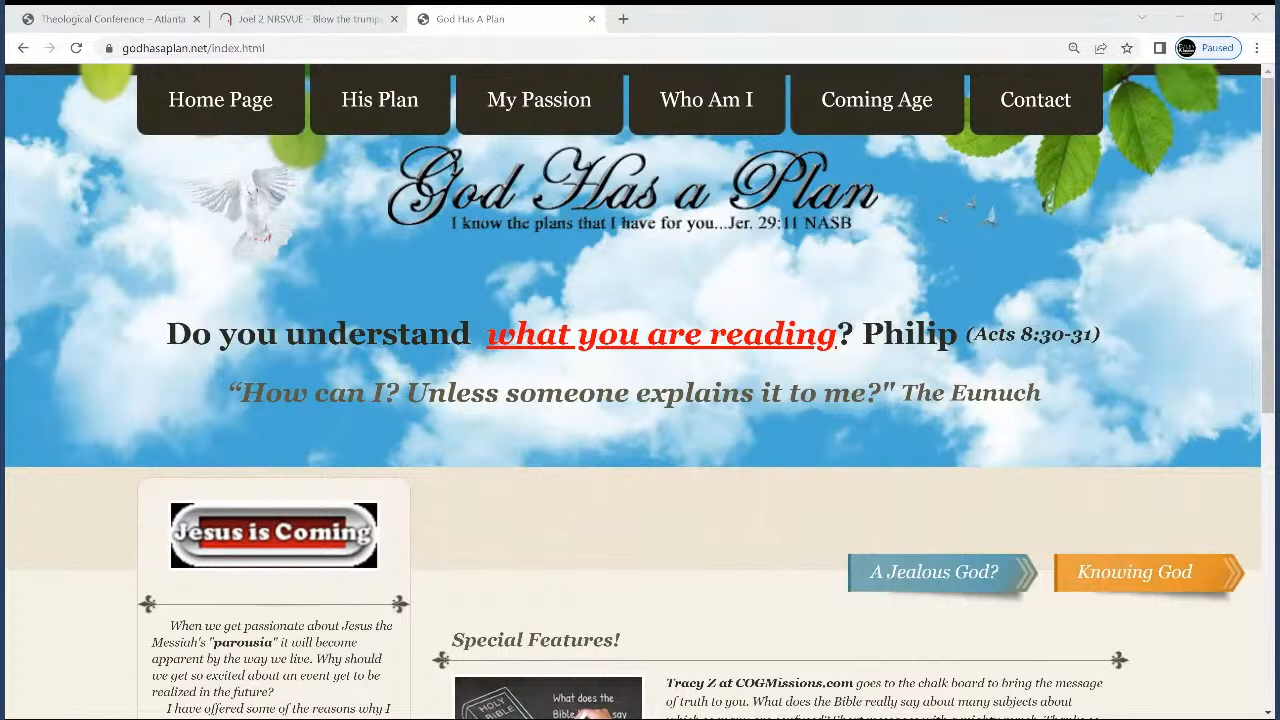 Theological Conference – Atlanta
Joel 2 NRSVUE - Blow the trump
God Has A Plan
godhasaplan.net/index.html
Paused
Home Page
His Plan
My Passion
Who Am I
Coming Age
Contact
God Has a Plan
I know the plans that I have for you...Jer. 29:11 NASB
Do you understand what you are reading? Philip (Acts 8:30-31)
“How can I? Unless someone explains it to me?" The Eunuch
Jesus is Coming
A Jealous God?
Knowing God
When we get passionate about Jesus the
Messiah's "parousia" it will become
apparent by the way we live. Why should
we get so excited about an event yet to be
realized in the future?
I have offered some of the reasons why I
Special Features!
HOLY
BIBLE
What does the
Bible say
Tracy Z at COGMissions.com goes to the chalk board to bring the message
of truth to you. What does the Bible really say about many subjects about